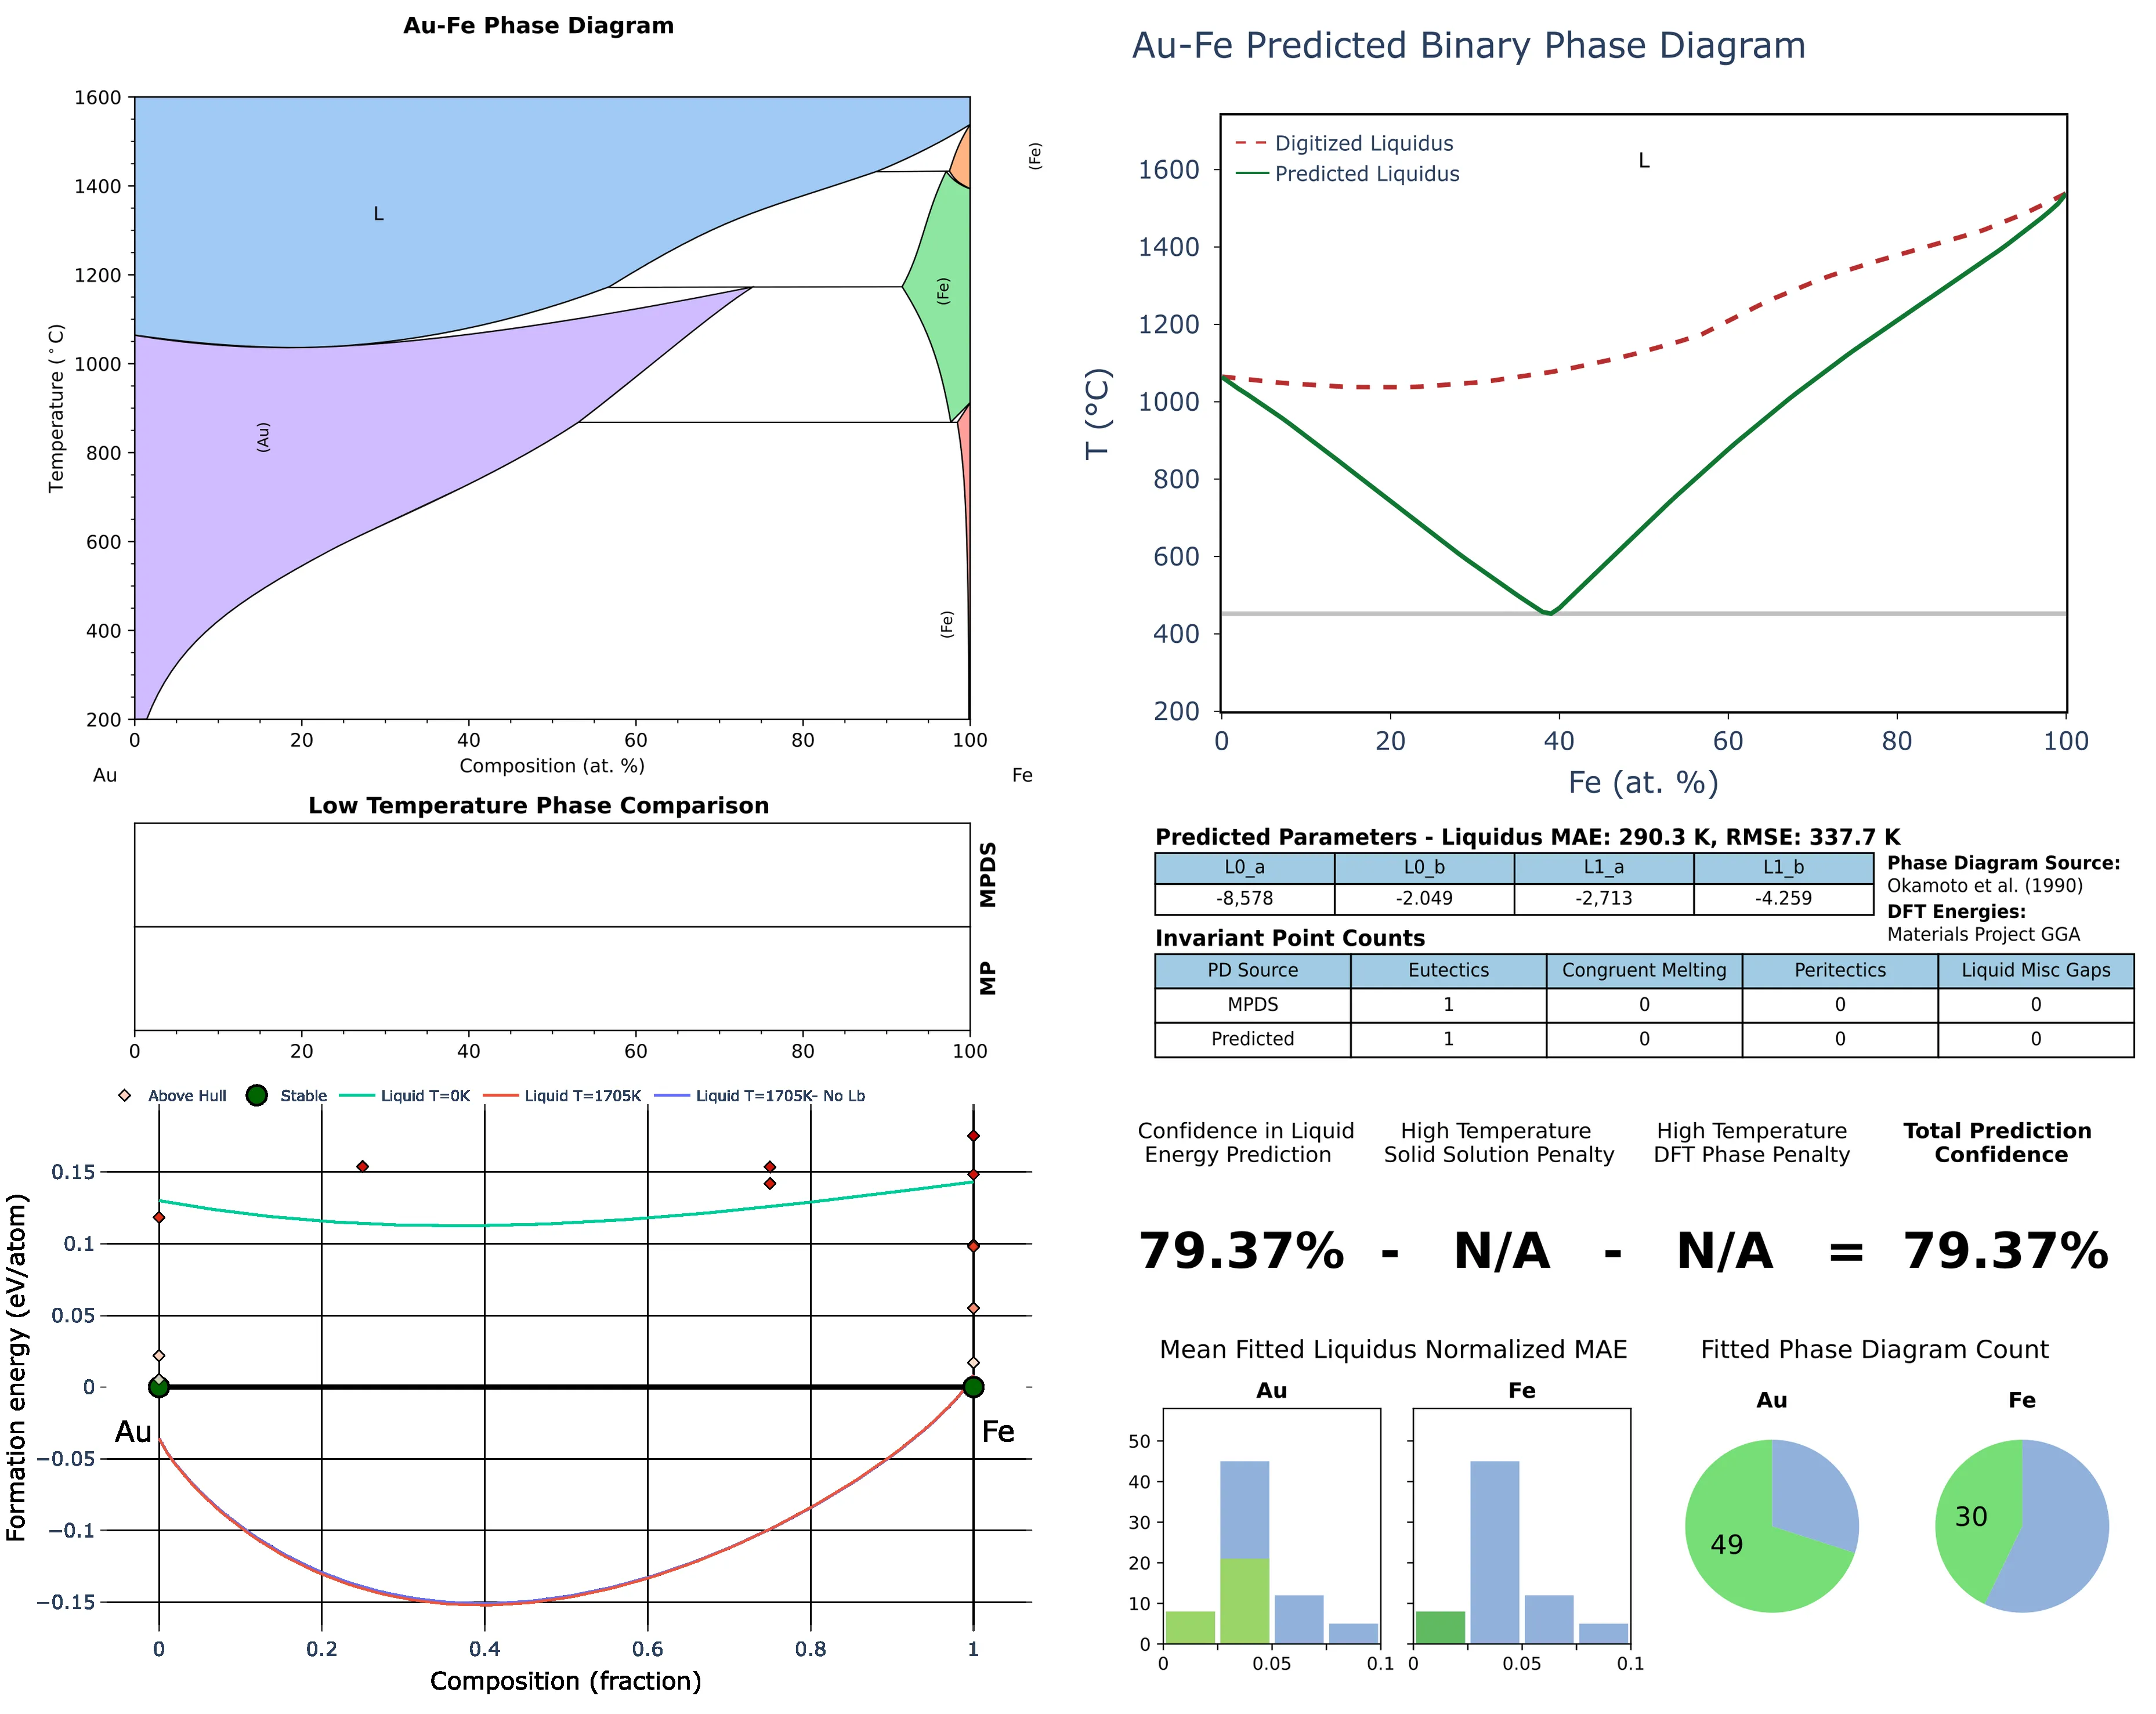 Au-Fe Phase Diagram
1600
1400
1200
1000
800
600
400
200
Temperature (°C)
L
(Au)
(Fe)
(Fe)
(Fe)
0 20 40 60 80 100
Au Composition (at. %) Fe
Low Temperature Phase Comparison
MPDS
MP
0 20 40 60 80 100
Above Hull Stable Liquid T=0K Liquid T=1705K Liquid T=1705K- No Lb
0.15
0.1
0.05
0
−0.05
−0.1
−0.15
Formation energy (eV/atom)
Au Fe
0 0.2 0.4 0.6 0.8 1
Composition (fraction)
Au-Fe Predicted Binary Phase Diagram
Digitized Liquidus
Predicted Liquidus
L
1600
1400
1200
1000
800
600
400
200
T (°C)
0 20 40 60 80 100
Fe (at. %)
Predicted Parameters - Liquidus MAE: 290.3 K, RMSE: 337.7 K
L0_a L0_b L1_a L1_b
-8,578 -2.049 -2,713 -4.259
Phase Diagram Source:
Okamoto et al. (1990)
DFT Energies:
Materials Project GGA
Invariant Point Counts
PD Source Eutectics Congruent Melting Peritectics Liquid Misc Gaps
MPDS 1 0 0 0
Predicted 1 0 0 0
Confidence in Liquid Energy Prediction
High Temperature Solid Solution Penalty
High Temperature DFT Phase Penalty
Total Prediction Confidence
79.37% - N/A - N/A = 79.37%
Mean Fitted Liquidus Normalized MAE
Au Fe
50
40
30
20
10
0
0 0.05 0.1 0 0.05 0.1
Fitted Phase Diagram Count
Au Fe
49 30